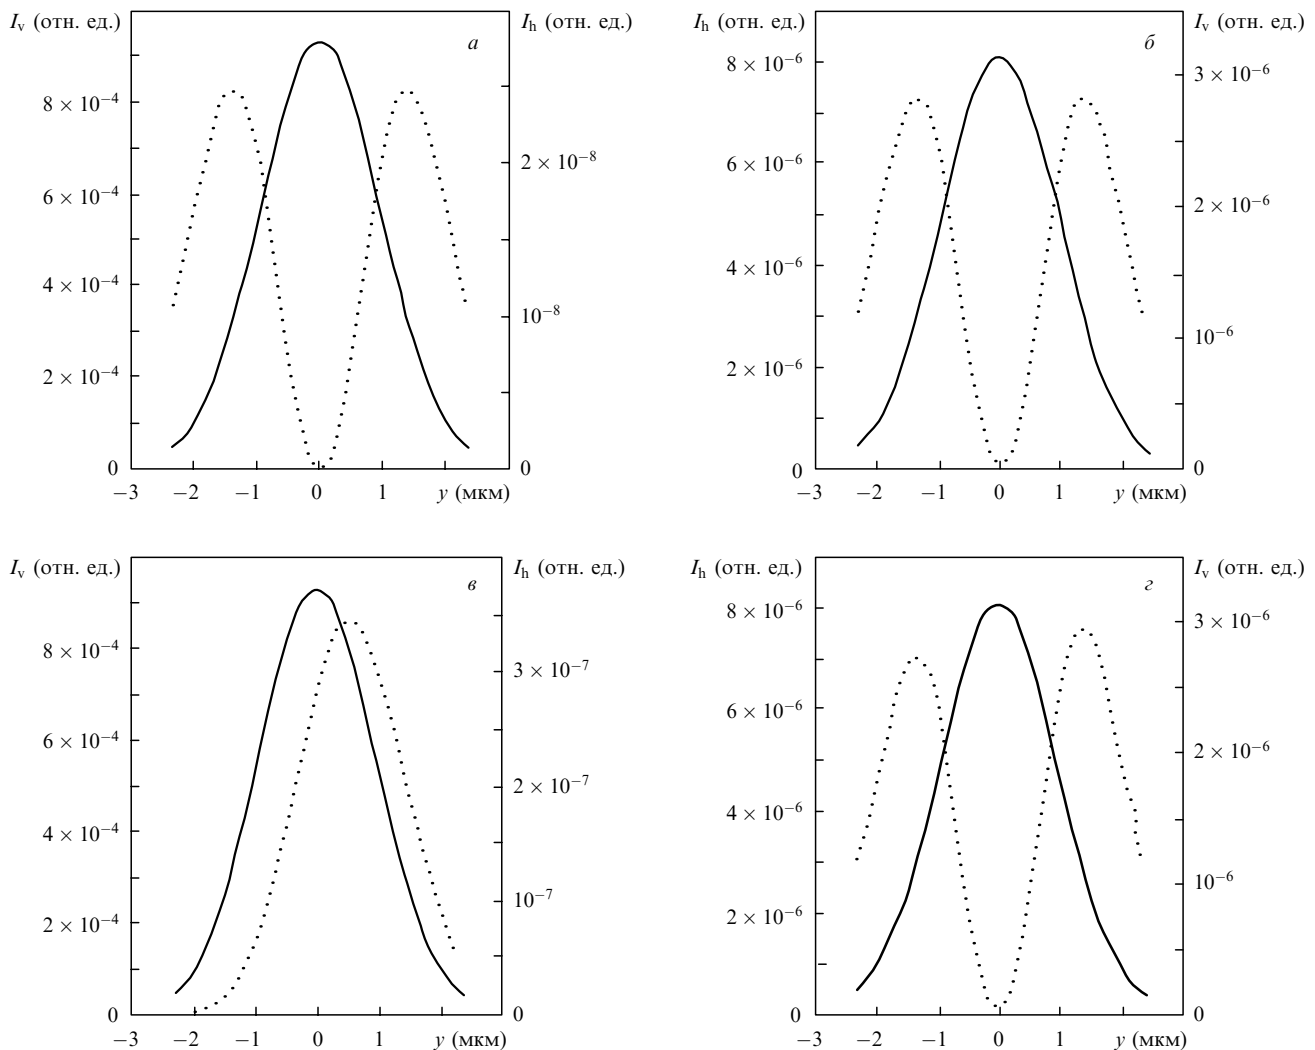 I_v (отн. ед.)
I_h (отн. ед.)
а
8 × 10⁻⁴
6 × 10⁻⁴
4 × 10⁻⁴
2 × 10⁻⁴
0
2 × 10⁻⁸
10⁻⁸
0
−3 −2 −1 0 1 y (мкм)
I_h (отн. ед.)
I_v (отн. ед.)
б
8 × 10⁻⁶
6 × 10⁻⁶
4 × 10⁻⁶
2 × 10⁻⁶
0
3 × 10⁻⁶
2 × 10⁻⁶
10⁻⁶
0
−3 −2 −1 0 1 y (мкм)
I_v (отн. ед.)
I_h (отн. ед.)
в
8 × 10⁻⁴
6 × 10⁻⁴
4 × 10⁻⁴
2 × 10⁻⁴
0
3 × 10⁻⁷
2 × 10⁻⁷
10⁻⁷
0
−3 −2 −1 0 1 y (мкм)
I_h (отн. ед.)
I_v (отн. ед.)
г
8 × 10⁻⁶
6 × 10⁻⁶
4 × 10⁻⁶
2 × 10⁻⁶
0
3 × 10⁻⁶
2 × 10⁻⁶
10⁻⁶
0
−3 −2 −1 0 1 y (мкм)